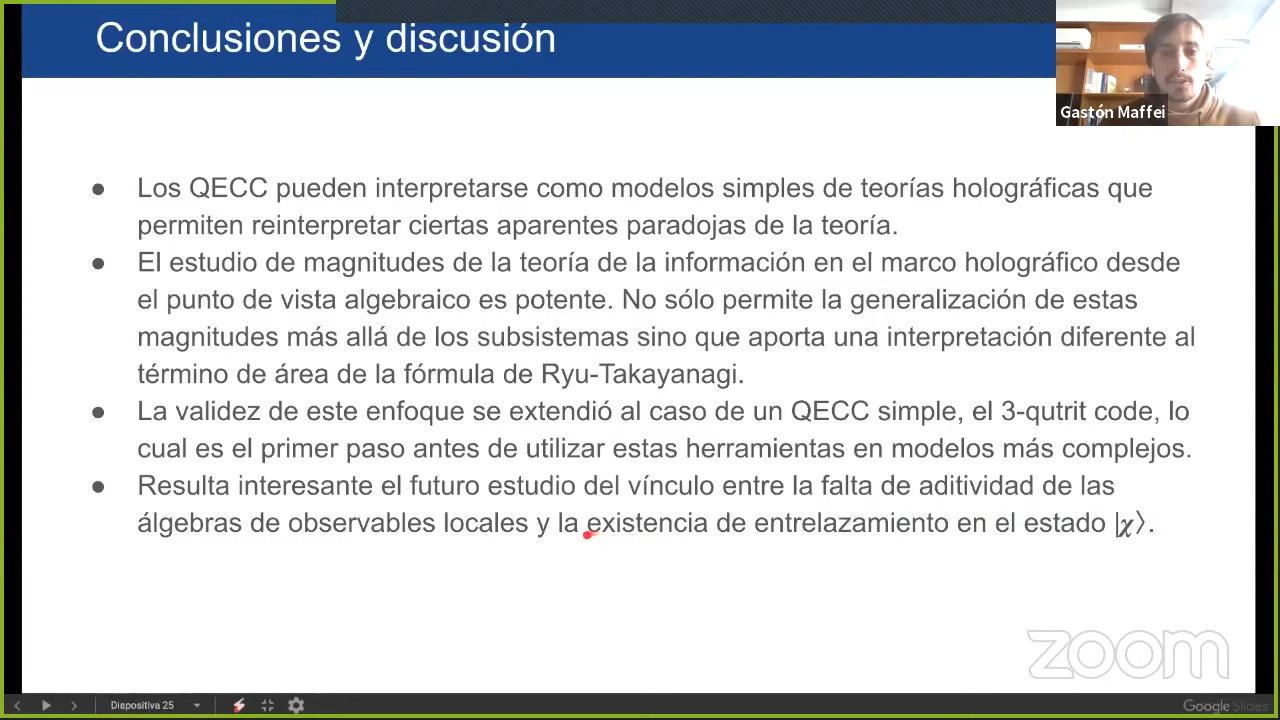 Conclusiones y discusión
Gastón Maffei
● Los QECC pueden interpretarse como modelos simples de teorías holográficas que
permiten reinterpretar ciertas aparentes paradojas de la teoría.
● El estudio de magnitudes de la teoría de la información en el marco holográfico desde
el punto de vista algebraico es potente. No sólo permite la generalización de estas
magnitudes más allá de los subsistemas sino que aporta una interpretación diferente al
término de área de la fórmula de Ryu-Takayanagi.
● La validez de este enfoque se extendió al caso de un QECC simple, el 3-qutrit code, lo
cual es el primer paso antes de utilizar estas herramientas en modelos más complejos.
● Resulta interesante el futuro estudio del vínculo entre la falta de aditividad de las
álgebras de observables locales y la existencia de entrelazamiento en el estado |χ⟩.
zoom
Diapositiva 25
Google Slides